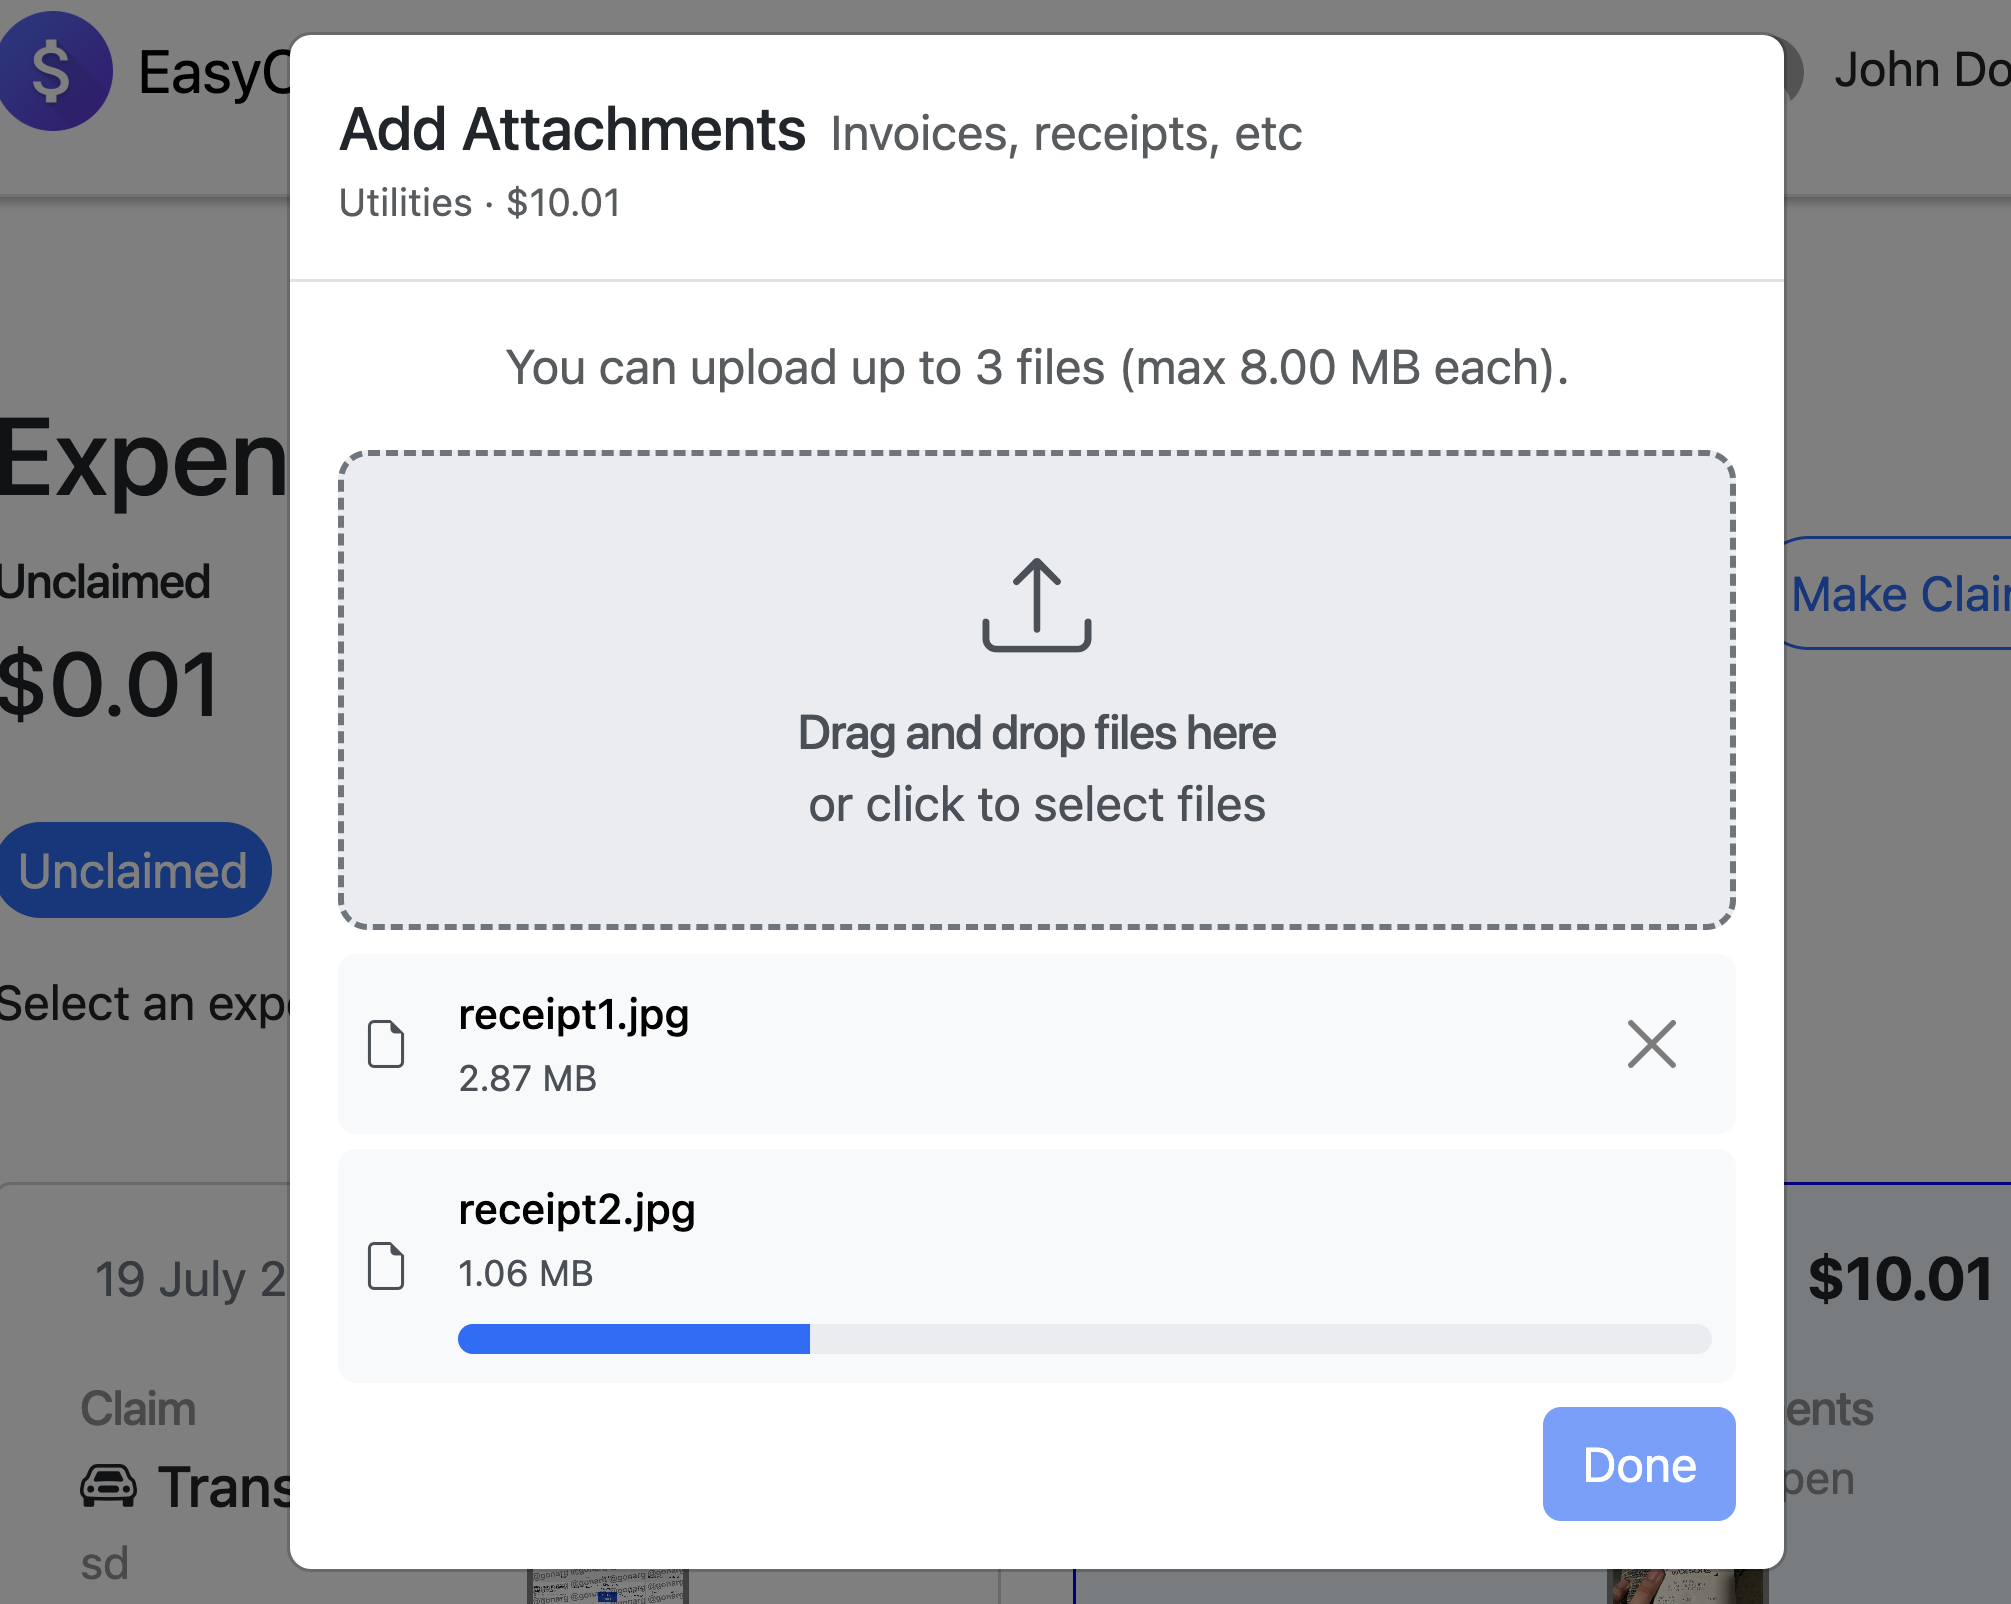 $ EasyC
John Do
Add Attachments Invoices, receipts, etc
Utilities · $10.01
You can upload up to 3 files (max 8.00 MB each).
Drag and drop files here
or click to select files
receipt1.jpg
2.87 MB
receipt2.jpg
1.06 MB
Done
Expen
Unclaimed
$0.01
Make Clai
Unclaimed
Select an exp
19 July 2
$10.01
Claim
Trans
sd
ents
pen